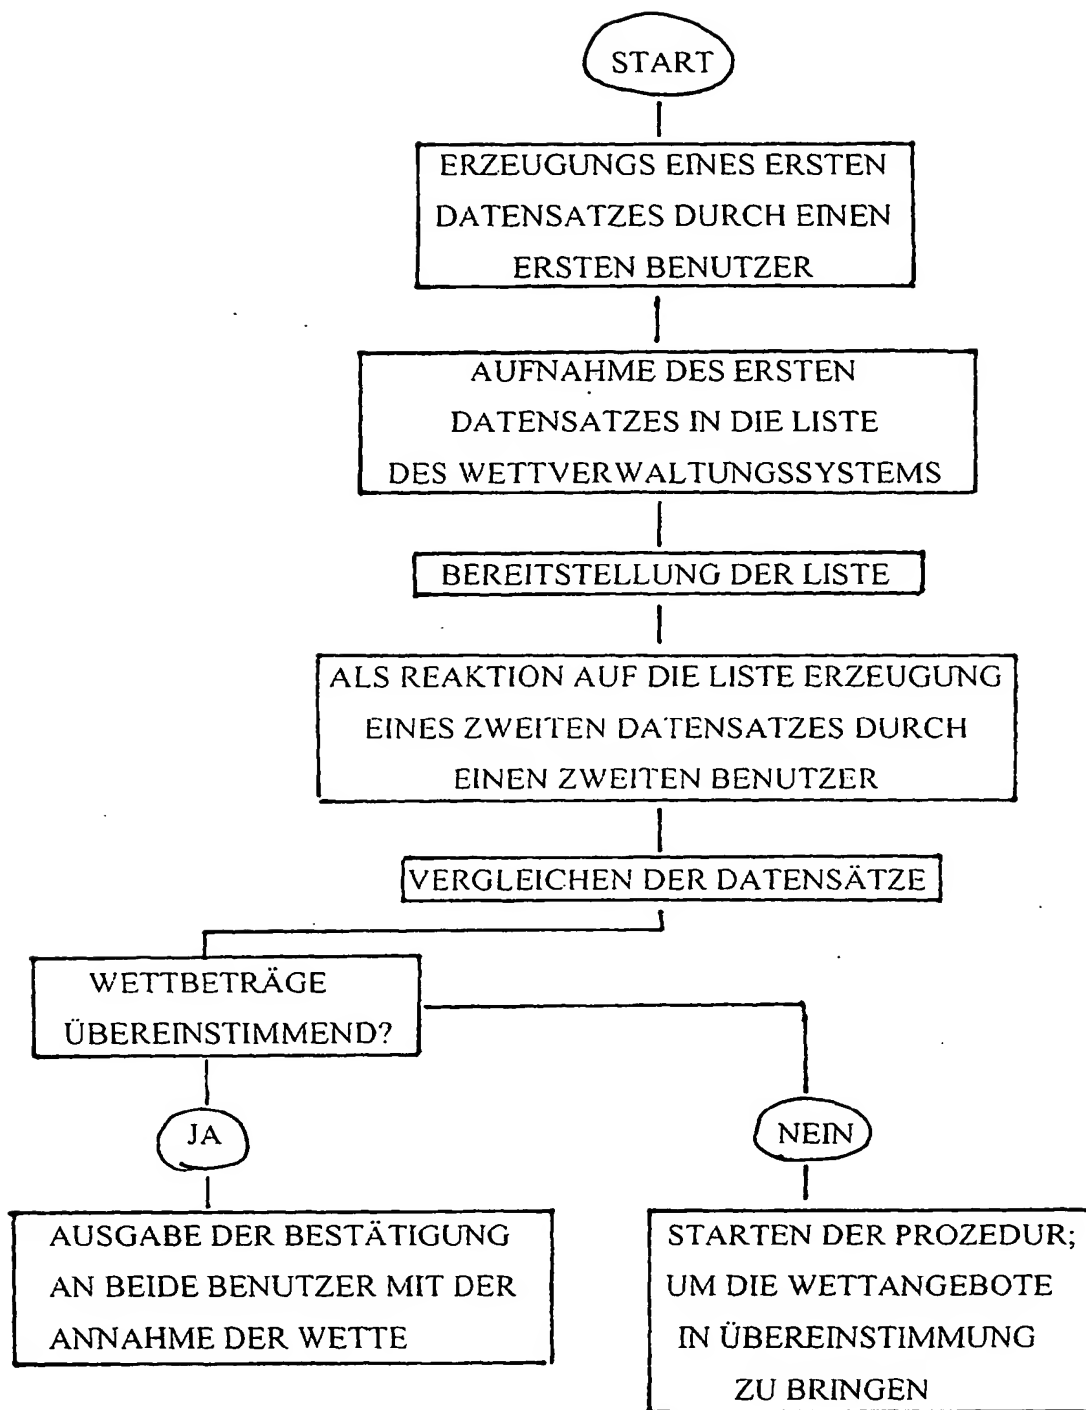 START
ERZEUGUNGS EINES ERSTEN
DATENSATZES DURCH EINEN
ERSTEN BENUTZER
AUFNAHME DES ERSTEN
DATENSATZES IN DIE LISTE
DES WETTVERWALTUNGSSYSTEMS
BEREITSTELLUNG DER LISTE
ALS REAKTION AUF DIE LISTE ERZEUGUNG
EINES ZWEITEN DATENSATZES DURCH
EINEN ZWEITEN BENUTZER
VERGLEICHEN DER DATENSÄTZE
WETTBETRÄGE
ÜBEREINSTIMMEND?
JA
NEIN
AUSGABE DER BESTÄTIGUNG
AN BEIDE BENUTZER MIT DER
ANNAHME DER WETTE
STARTEN DER PROZEDUR;
UM DIE WETTANGEBOTE
IN ÜBEREINSTIMMUNG
ZU BRINGEN